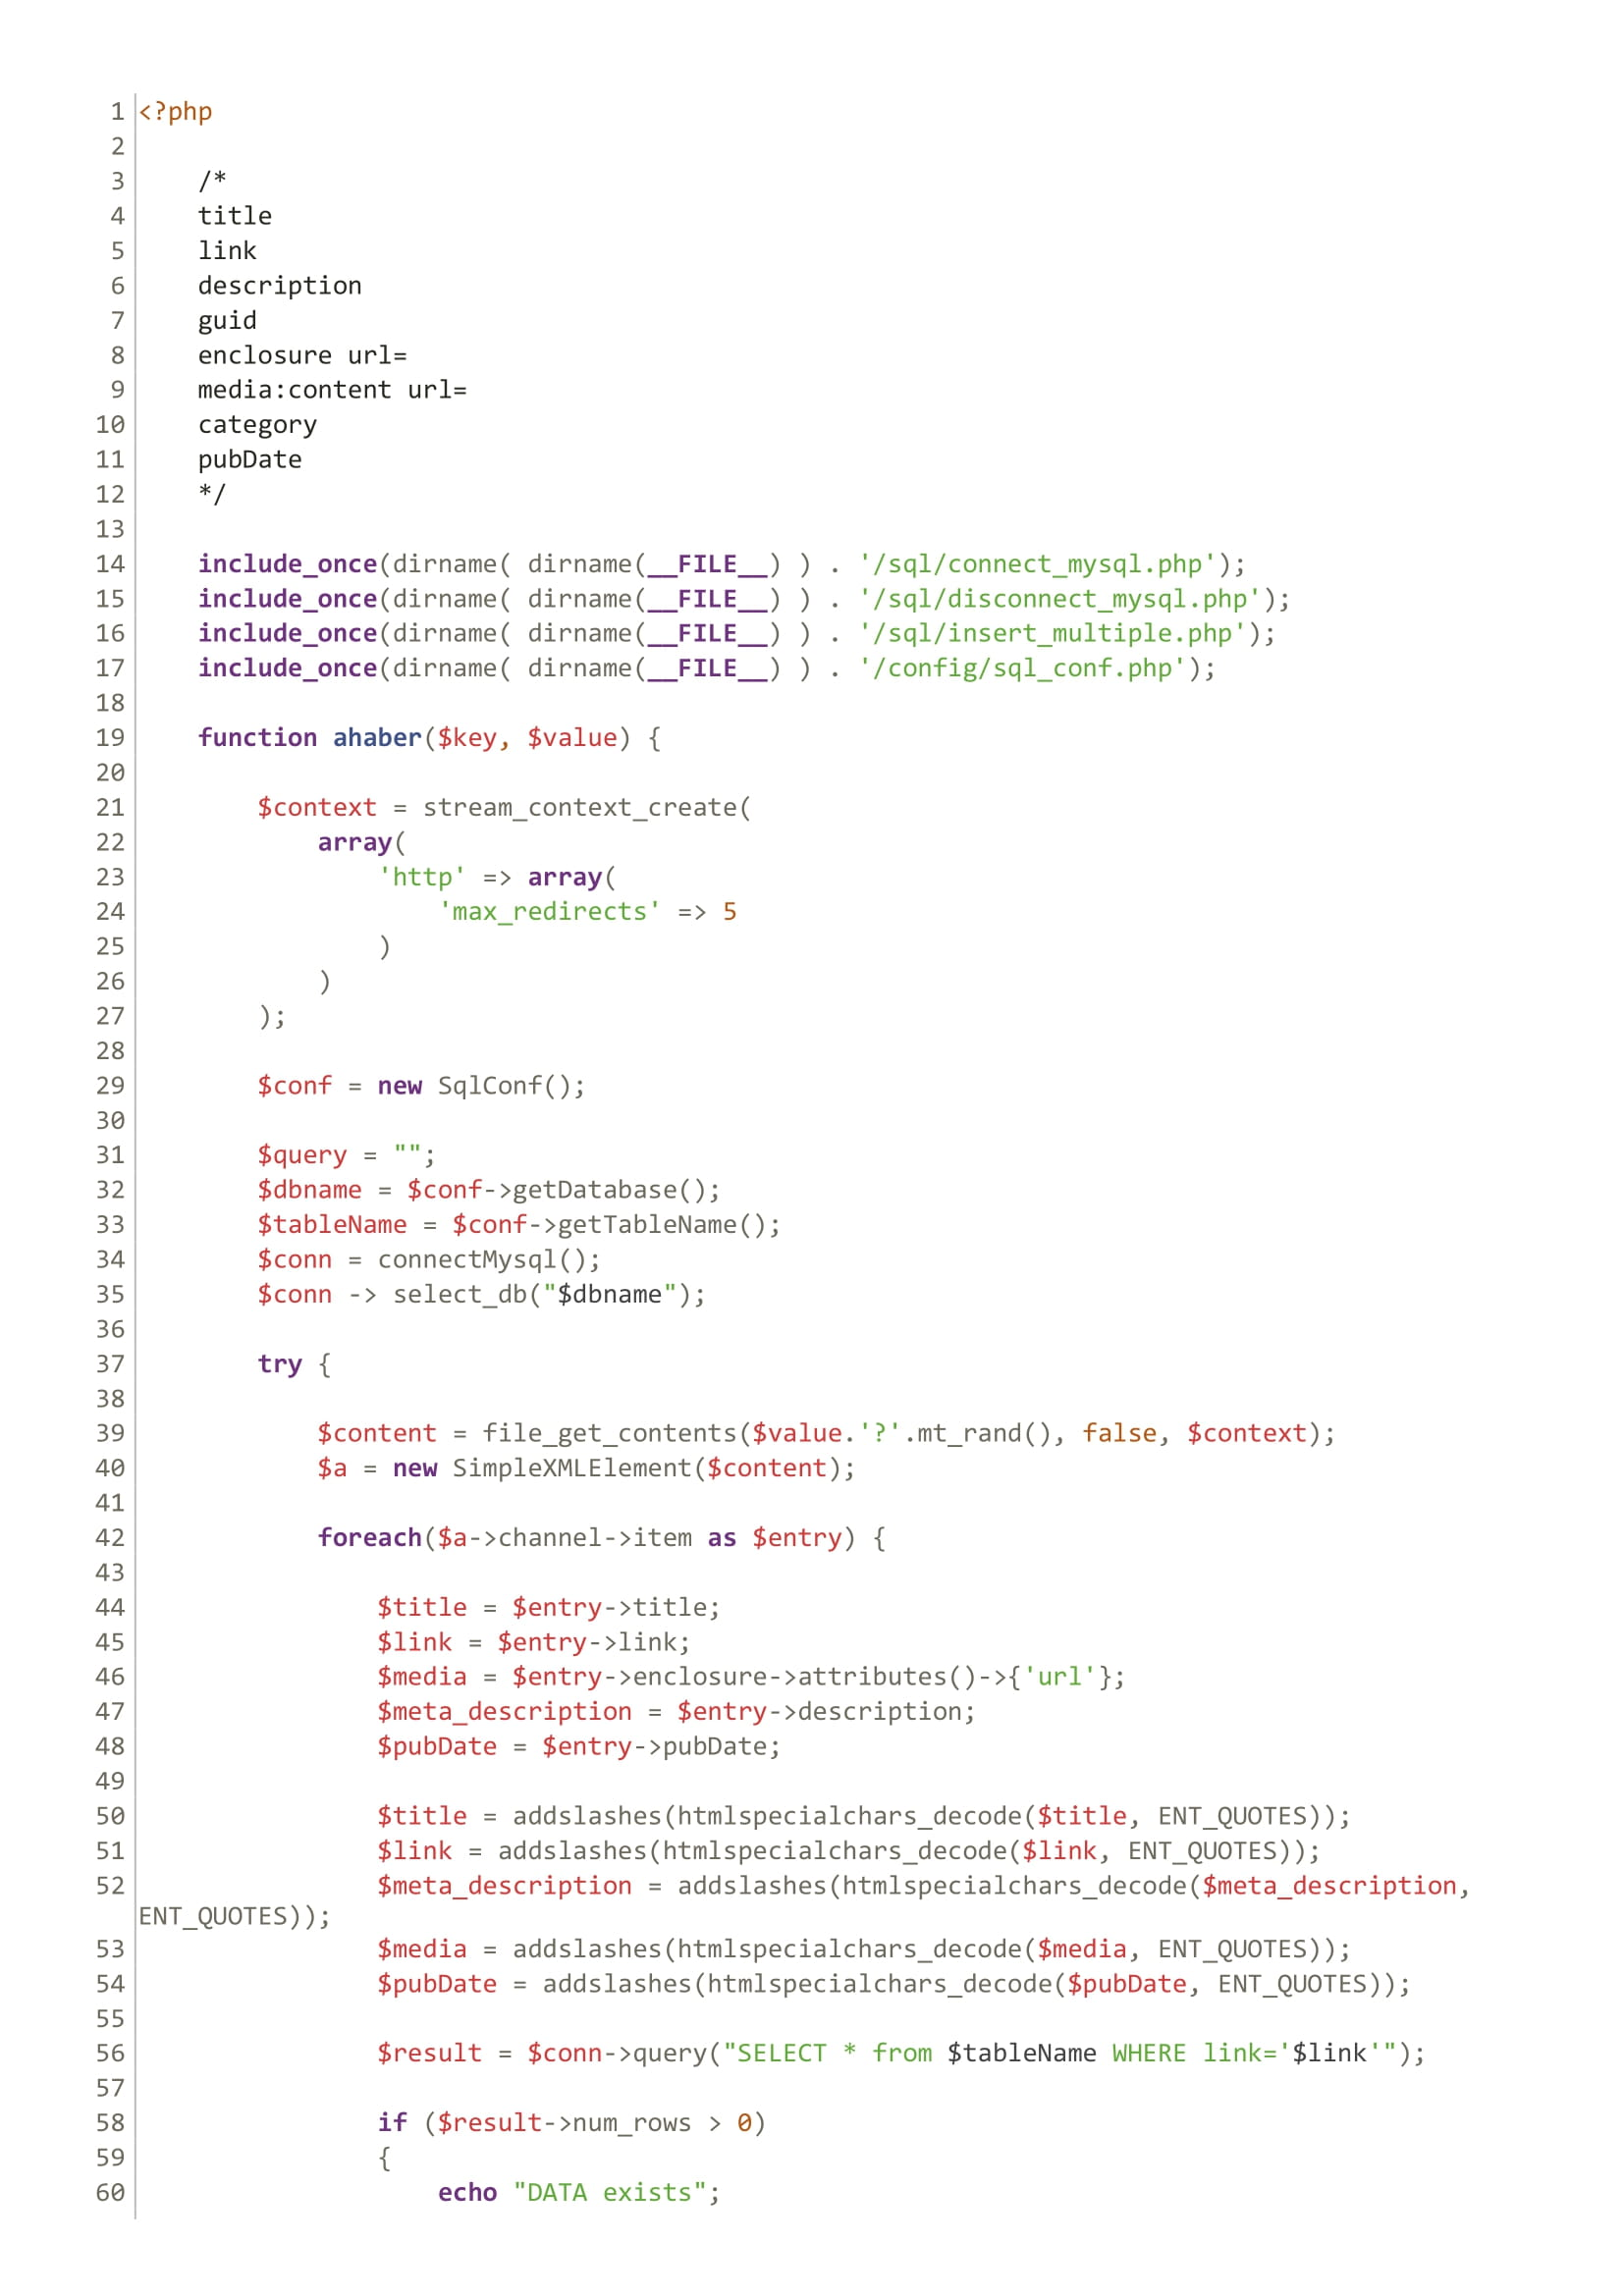 1 <?php
2
3     /*
4     title
5     link
6     description
7     guid
8     enclosure url=
9     media:content url=
10     category
11     pubDate
12     */
13
14     include_once(dirname( dirname(__FILE__) ) . '/sql/connect_mysql.php');
15     include_once(dirname( dirname(__FILE__) ) . '/sql/disconnect_mysql.php');
16     include_once(dirname( dirname(__FILE__) ) . '/sql/insert_multiple.php');
17     include_once(dirname( dirname(__FILE__) ) . '/config/sql_conf.php');
18
19     function ahaber($key, $value) {
20
21         $context = stream_context_create(
22             array(
23                 'http' => array(
24                     'max_redirects' => 5
25                 )
26             )
27         );
28
29         $conf = new SqlConf();
30
31         $query = "";
32         $dbname = $conf->getDatabase();
33         $tableName = $conf->getTableName();
34         $conn = connectMysql();
35         $conn -> select_db("$dbname");
36
37         try {
38
39             $content = file_get_contents($value.'?'.mt_rand(), false, $context);
40             $a = new SimpleXMLElement($content);
41
42             foreach($a->channel->item as $entry) {
43
44                 $title = $entry->title;
45                 $link = $entry->link;
46                 $media = $entry->enclosure->attributes()->{'url'};
47                 $meta_description = $entry->description;
48                 $pubDate = $entry->pubDate;
49
50                 $title = addslashes(htmlspecialchars_decode($title, ENT_QUOTES));
51                 $link = addslashes(htmlspecialchars_decode($link, ENT_QUOTES));
52                 $meta_description = addslashes(htmlspecialchars_decode($meta_description,
ENT_QUOTES));
53                 $media = addslashes(htmlspecialchars_decode($media, ENT_QUOTES));
54                 $pubDate = addslashes(htmlspecialchars_decode($pubDate, ENT_QUOTES));
55
56                 $result = $conn->query("SELECT * from $tableName WHERE link='$link'");
57
58                 if ($result->num_rows > 0)
59                 {
60                     echo "DATA exists";